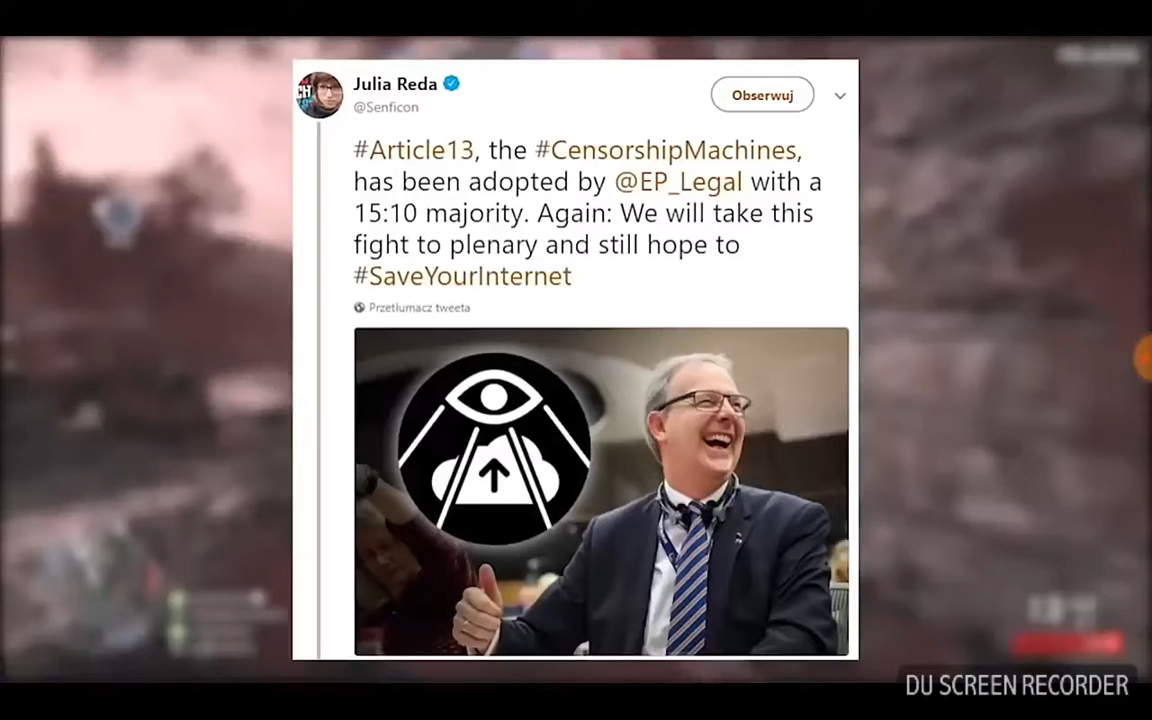 Julia Reda
@Senficon
Obserwuj
#Article13, the #CensorshipMachines,
has been adopted by @EP_Legal with a
15:10 majority. Again: We will take this
fight to plenary and still hope to
#SaveYourInternet
Przetłumacz tweeta
DU SCREEN RECORDER